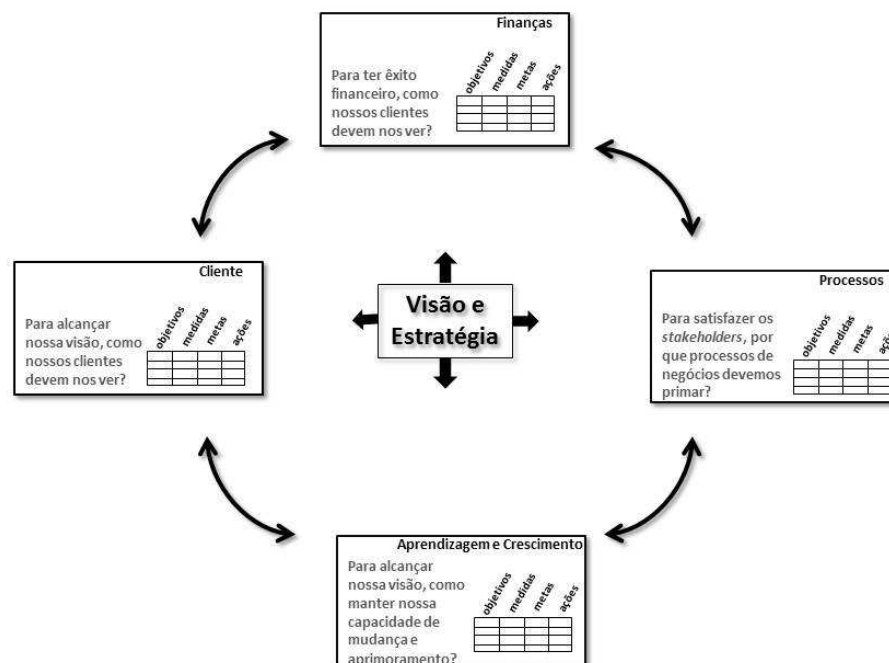 Finanças
objetivos medidas metas ações
Para ter êxito
financeiro, como
nossos clientes
devem nos ver?
Cliente
objetivos medidas metas ações
Para alcançar
nossa visão, como
nossos clientes
devem nos ver?
Visão e
Estratégia
Processos
objetivos medidas metas açõ
Para satisfazer os
stakeholders, por
que processos de
negócios devemos
primar?
Aprendizagem e Crescimento
objetivos medidas metas ações
Para alcançar
nossa visão, como
manter nossa
capacidade de
mudança e
aprimoramento?